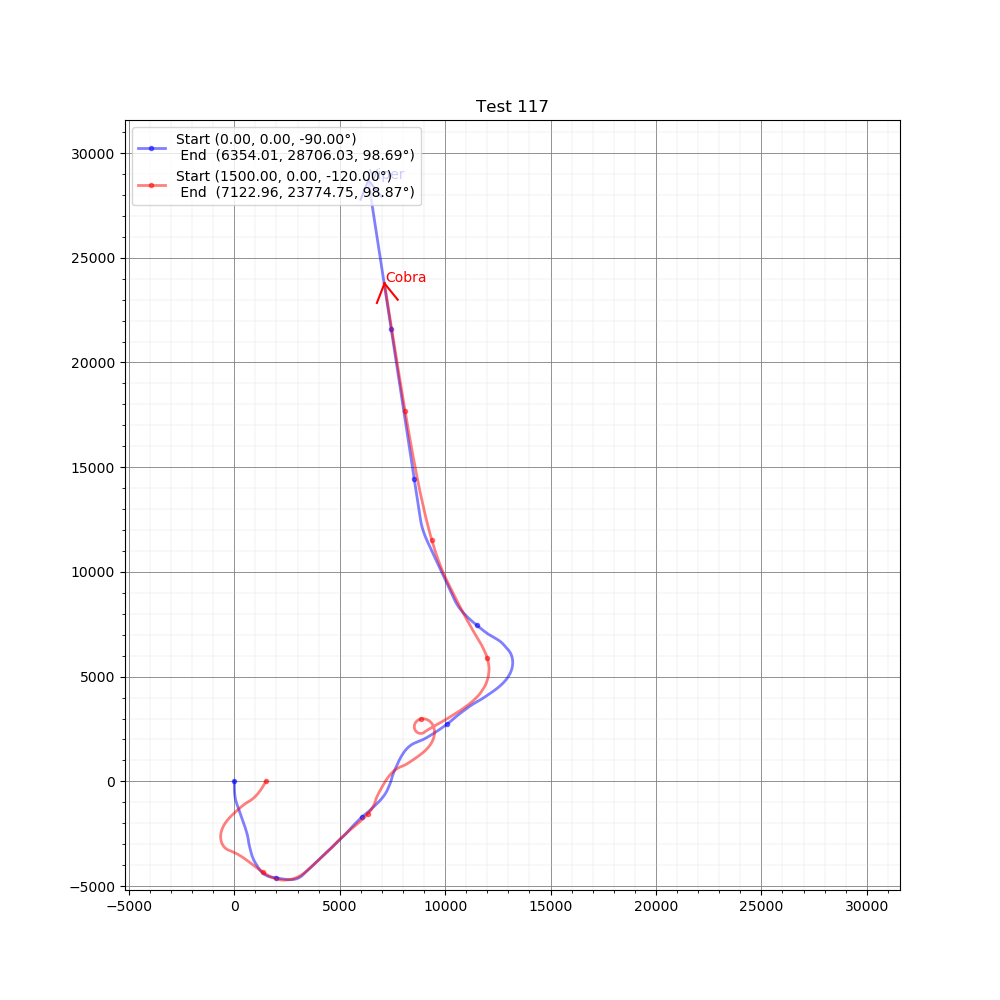 Test 117
Start (0.00, 0.00, -90.00°)
End (6354.01, 28706.03, 98.69°)
Start (1500.00, 0.00, -120.00°)
End (7122.96, 23774.75, 98.87°)
Cobra
30000
25000
20000
15000
10000
5000
0
−5000
−5000 0 5000 10000 15000 20000 25000 30000